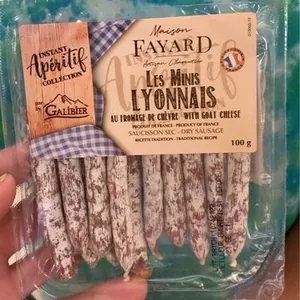 INSTANT
Apéritif
COLLECTION
par
GALIBIER
Maison
FAYARD
Artisan Charcutier
LES MINIS
LYONNAIS
AU FROMAGE DE CHÈVRE - WITH GOAT CHEESE
PRODUIT DE FRANCE - PRODUCT OF FRANCE
SAUCISSON SEC - DRY SAUSAGE
RECETTE TRADITION - TRADITIONAL RECIPE
100 g